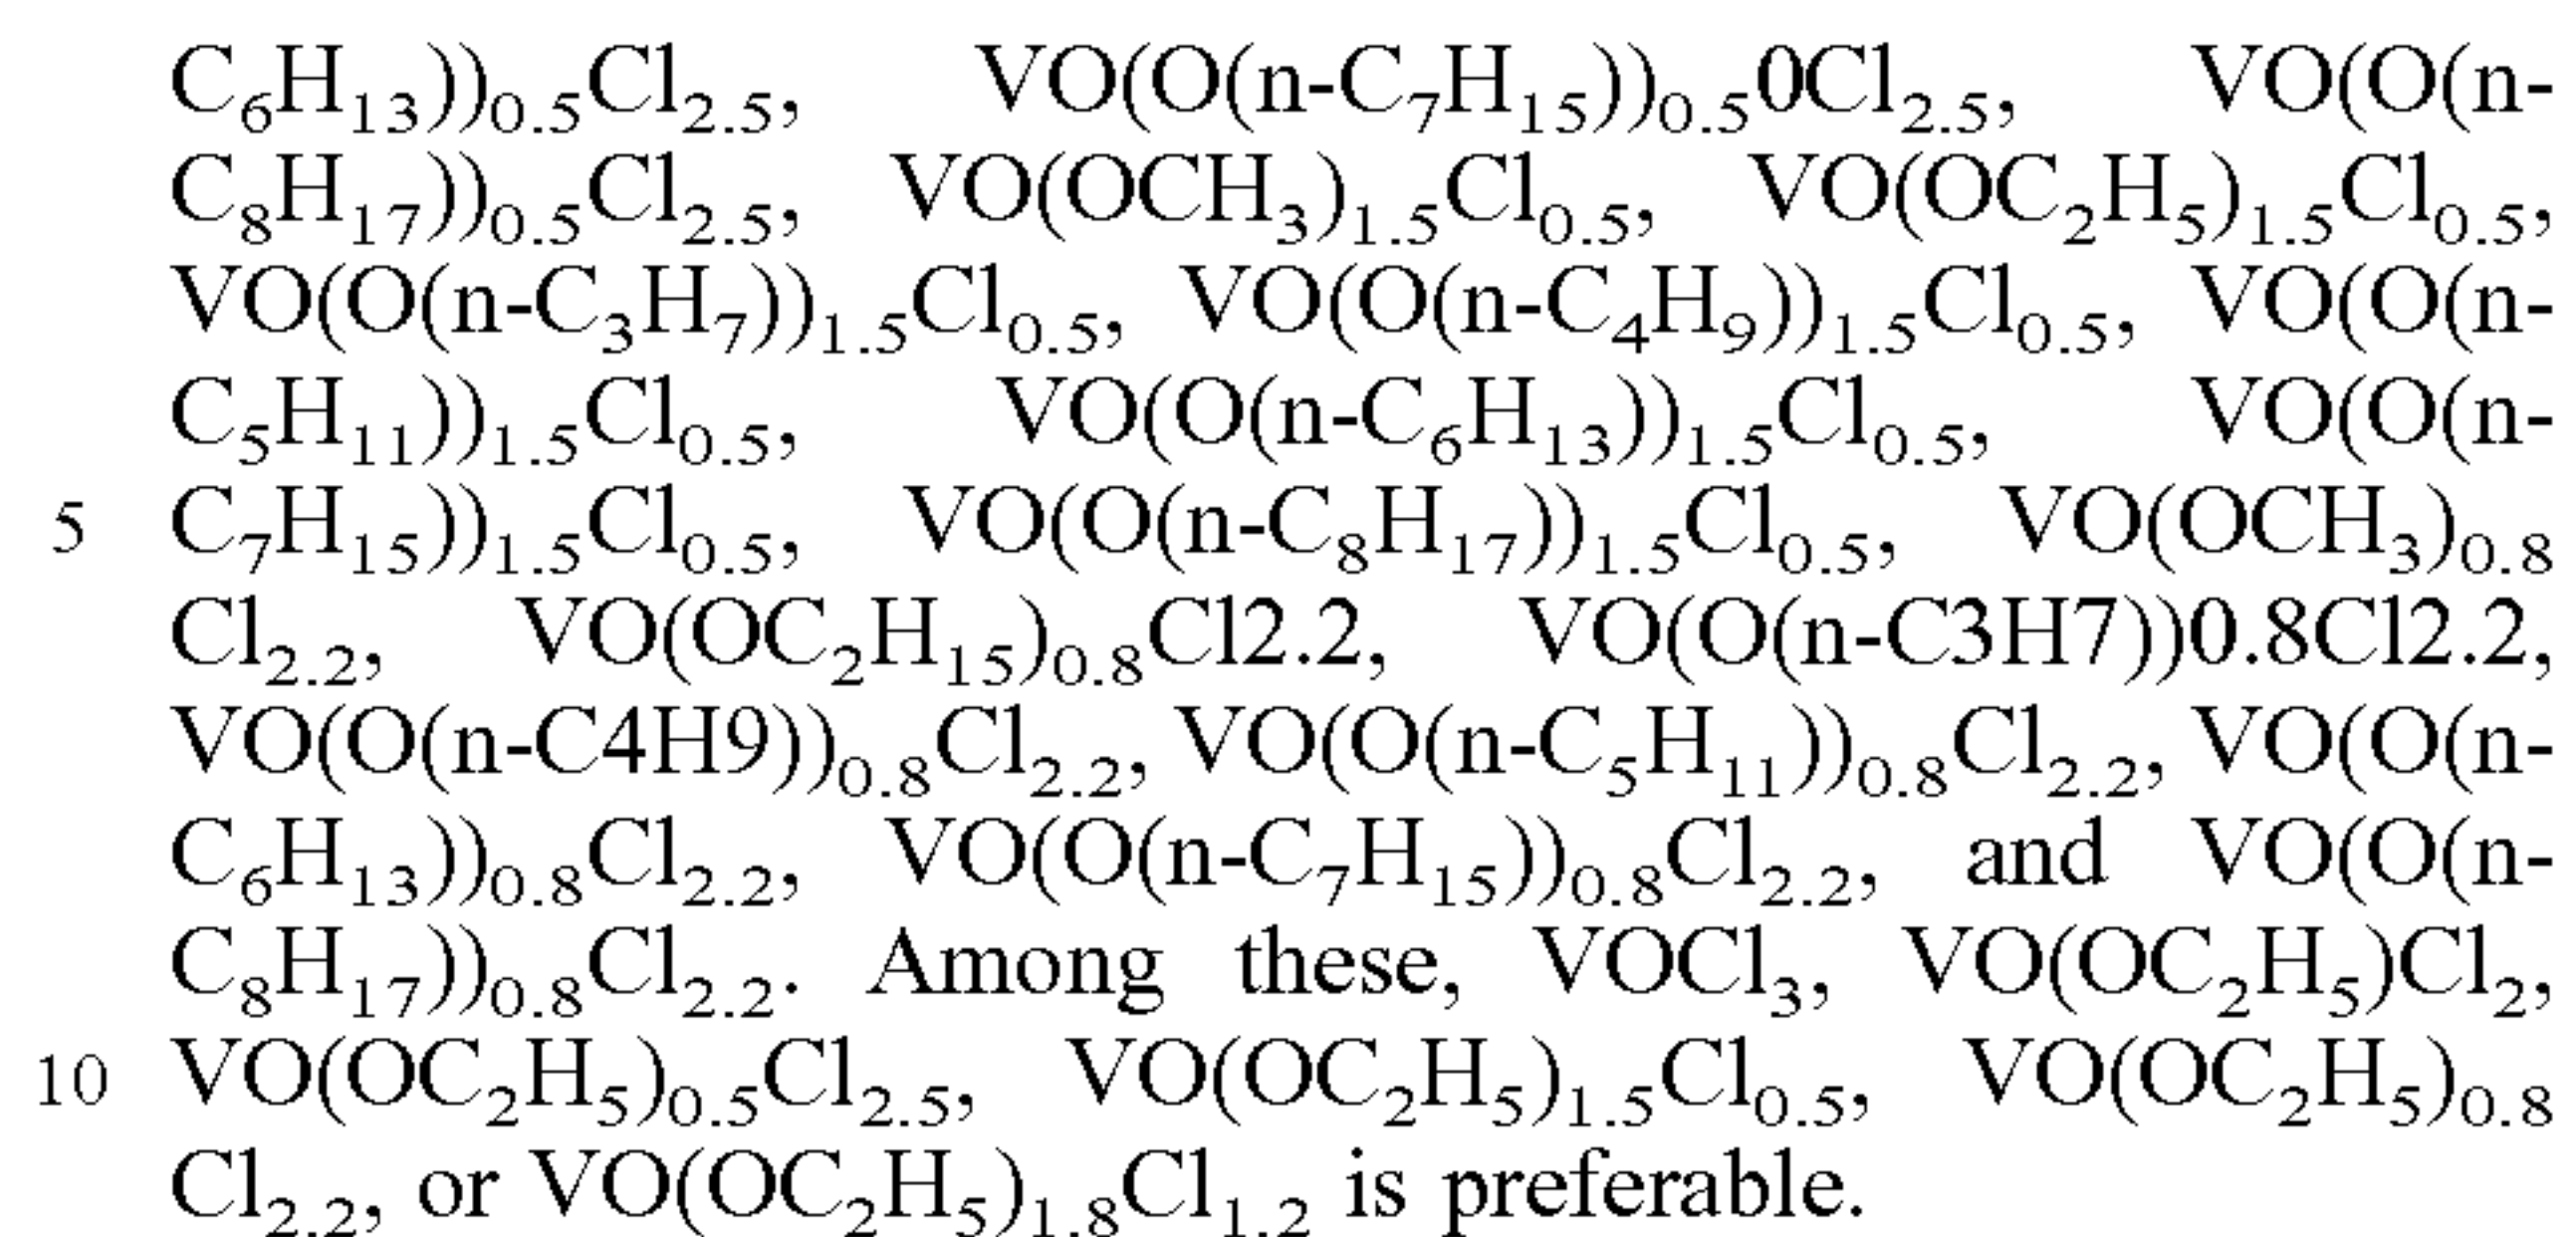 C₆H₁₃))₀.₅Cl₂.₅, VO(O(n-C₇H₁₅))₀.₅0Cl₂.₅, VO(O(n-
C₈H₁₇))₀.₅Cl₂.₅, VO(OCH₃)₁.₅Cl₀.₅, VO(OC₂H₅)₁.₅Cl₀.₅,
VO(O(n-C₃H₇))₁.₅Cl₀.₅, VO(O(n-C₄H₉))₁.₅Cl₀.₅, VO(O(n-
C₅H₁₁))₁.₅Cl₀.₅, VO(O(n-C₆H₁₃))₁.₅Cl₀.₅, VO(O(n-
5 C₇H₁₅))₁.₅Cl₀.₅, VO(O(n-C₈H₁₇))₁.₅Cl₀.₅, VO(OCH₃)₀.₈
Cl₂.₂, VO(OC₂H₁₅)₀.₈Cl2.2, VO(O(n-C3H7))0.8Cl2.2,
VO(O(n-C4H9))₀.₈Cl₂.₂, VO(O(n-C₅H₁₁))₀.₈Cl₂.₂, VO(O(n-
C₆H₁₃))₀.₈Cl₂.₂, VO(O(n-C₇H₁₅))₀.₈Cl₂.₂, and VO(O(n-
C₈H₁₇))₀.₈Cl₂.₂. Among these, VOCl₃, VO(OC₂H₅)Cl₂,
10 VO(OC₂H₅)₀.₅Cl₂.₅, VO(OC₂H₅)₁.₅Cl₀.₅, VO(OC₂H₅)₀.₈
Cl₂.₂, or VO(OC₂H₅)₁.₈Cl₁.₂ is preferable.